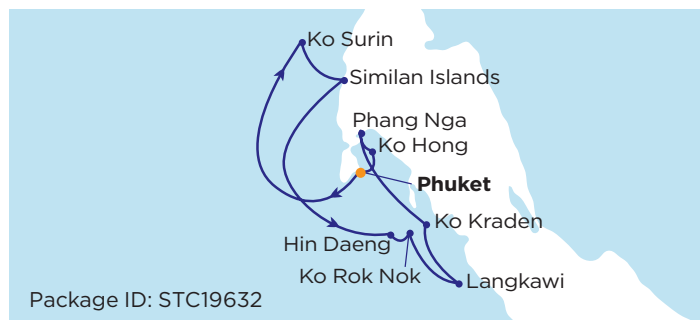 Ko Surin
Similan Islands
Phang Nga
Ko Hong
Phuket
Ko Kraden
Hin Daeng
Ko Rok Nok
Langkawi
Package ID: STC19632